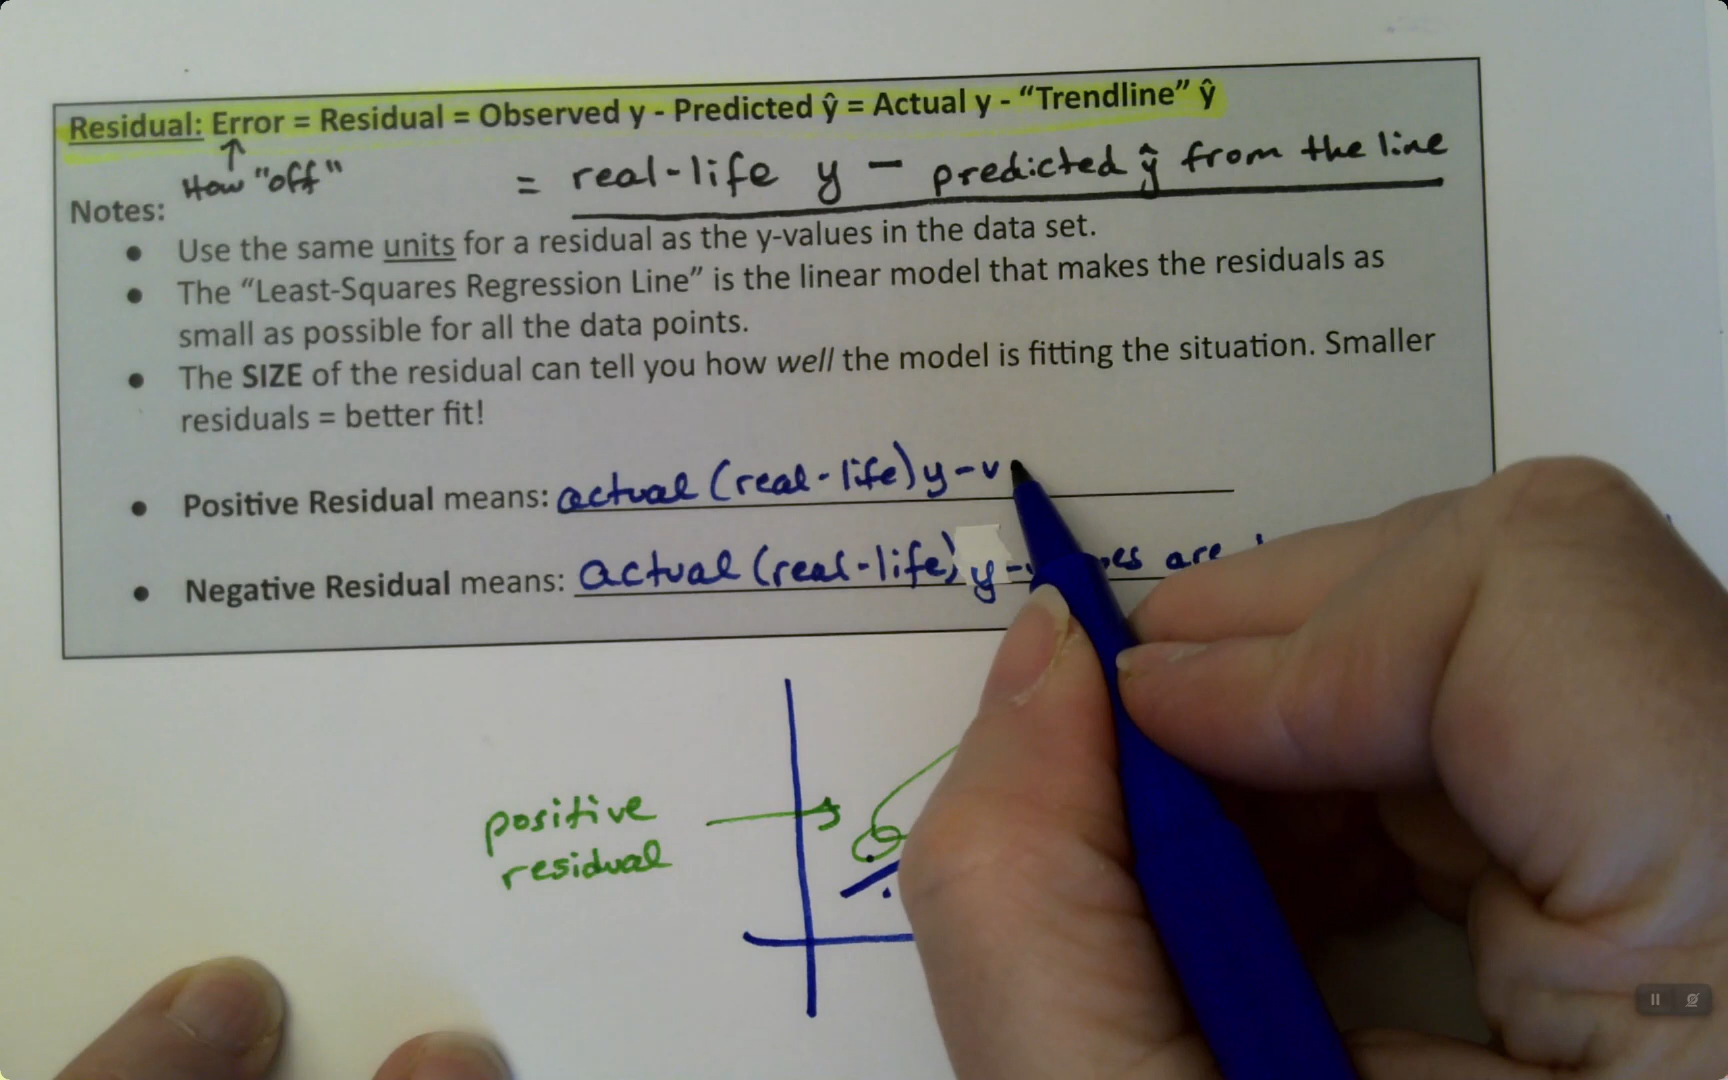 Residual: Error = Residual = Observed y - Predicted ŷ = Actual y - “Trendline” ŷ
How "off"
= real-life y - predicted ŷ from the line
Notes:
● Use the same units for a residual as the y-values in the data set.
● The “Least-Squares Regression Line” is the linear model that makes the residuals as
small as possible for all the data points.
● The SIZE of the residual can tell you how well the model is fitting the situation. Smaller
residuals = better fit!
● Positive Residual means: actual (real-life) y-v
● Negative Residual means: actual (real-life) y- are
positive
residual